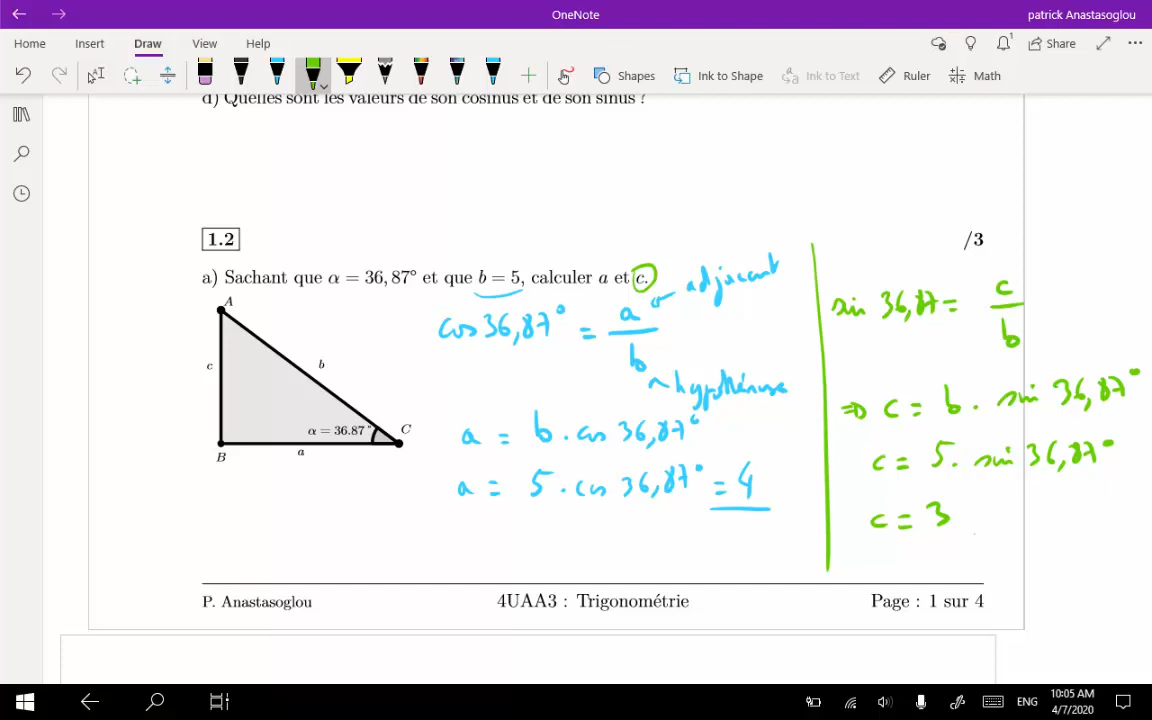 OneNote
patrick Anastasoglou
Home Insert Draw View Help
1 Share
Shapes Ink to Shape Ink to Text Ruler Math
d) Quelles sont les valeurs de son cosinus et de son sinus ?
1.2 /3
a) Sachant que α = 36,87° et que b = 5, calculer a et c.
A
c
b
α = 36.87°
C
B
a
cos 36,87° = a/b
adjacent
hypothénuse
a = b . cos 36,87°
a = 5 . cos 36,87° = 4
sin 36,87 = c/b
⇒ c = b . sin 36,87°
c = 5. sin 36,87°
c = 3
P. Anastasoglou 4UAA3 : Trigonométrie Page : 1 sur 4
ENG
10:05 AM
4/7/2020